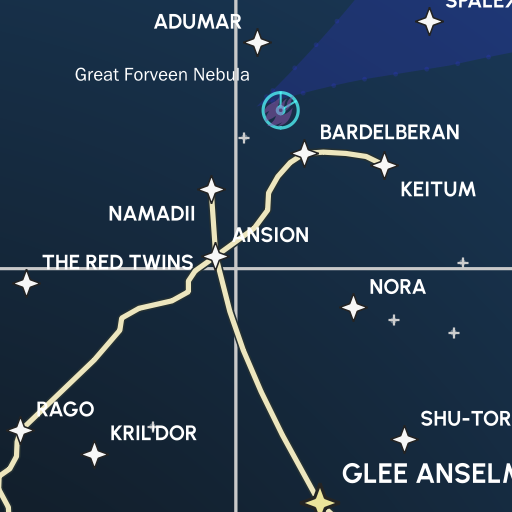 ADUMAR
Great Forveen Nebula
BARDELBERAN
KEITUM
NAMADII
ANSION
THE RED TWINS
NORA
RAGO
KRIL'DOR
SHU-TOR
GLEE ANSELM